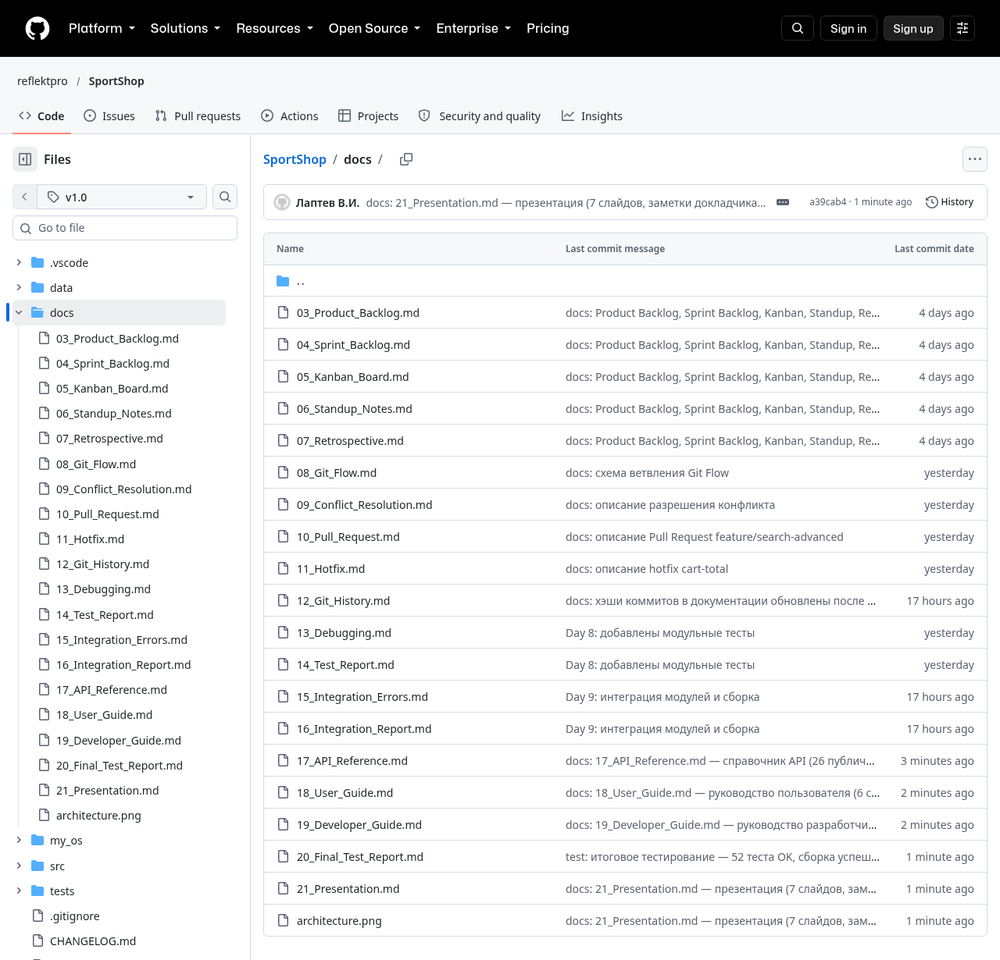 Platform Solutions Resources Open Source Enterprise Pricing Sign in Sign up
reflektpro / SportShop
Code Issues Pull requests Actions Projects Security and quality Insights
Files
v1.0
Go to file
.vscode
data
docs
03_Product_Backlog.md
04_Sprint_Backlog.md
05_Kanban_Board.md
06_Standup_Notes.md
07_Retrospective.md
08_Git_Flow.md
09_Conflict_Resolution.md
10_Pull_Request.md
11_Hotfix.md
12_Git_History.md
13_Debugging.md
14_Test_Report.md
15_Integration_Errors.md
16_Integration_Report.md
17_API_Reference.md
18_User_Guide.md
19_Developer_Guide.md
20_Final_Test_Report.md
21_Presentation.md
architecture.png
my_os
src
tests
.gitignore
CHANGELOG.md
SportShop / docs /
Лаптев В.И. docs: 21_Presentation.md — презентация (7 слайдов, заметки докладчика… a39cab4 · 1 minute ago History
Name Last commit message Last commit date
..
03_Product_Backlog.md docs: Product Backlog, Sprint Backlog, Kanban, Standup, Re… 4 days ago
04_Sprint_Backlog.md docs: Product Backlog, Sprint Backlog, Kanban, Standup, Re… 4 days ago
05_Kanban_Board.md docs: Product Backlog, Sprint Backlog, Kanban, Standup, Re… 4 days ago
06_Standup_Notes.md docs: Product Backlog, Sprint Backlog, Kanban, Standup, Re… 4 days ago
07_Retrospective.md docs: Product Backlog, Sprint Backlog, Kanban, Standup, Re… 4 days ago
08_Git_Flow.md docs: схема ветвления Git Flow yesterday
09_Conflict_Resolution.md docs: описание разрешения конфликта yesterday
10_Pull_Request.md docs: описание Pull Request feature/search-advanced yesterday
11_Hotfix.md docs: описание hotfix cart-total yesterday
12_Git_History.md docs: хэши коммитов в документации обновлены после … 17 hours ago
13_Debugging.md Day 8: добавлены модульные тесты yesterday
14_Test_Report.md Day 8: добавлены модульные тесты yesterday
15_Integration_Errors.md Day 9: интеграция модулей и сборка 17 hours ago
16_Integration_Report.md Day 9: интеграция модулей и сборка 17 hours ago
17_API_Reference.md docs: 17_API_Reference.md — справочник API (26 публич… 3 minutes ago
18_User_Guide.md docs: 18_User_Guide.md — руководство пользователя (6 с… 2 minutes ago
19_Developer_Guide.md docs: 19_Developer_Guide.md — руководство разработчи… 2 minutes ago
20_Final_Test_Report.md test: итоговое тестирование — 52 теста OK, сборка успеш… 1 minute ago
21_Presentation.md docs: 21_Presentation.md — презентация (7 слайдов, зам… 1 minute ago
architecture.png docs: 21_Presentation.md — презентация (7 слайдов, зам… 1 minute ago